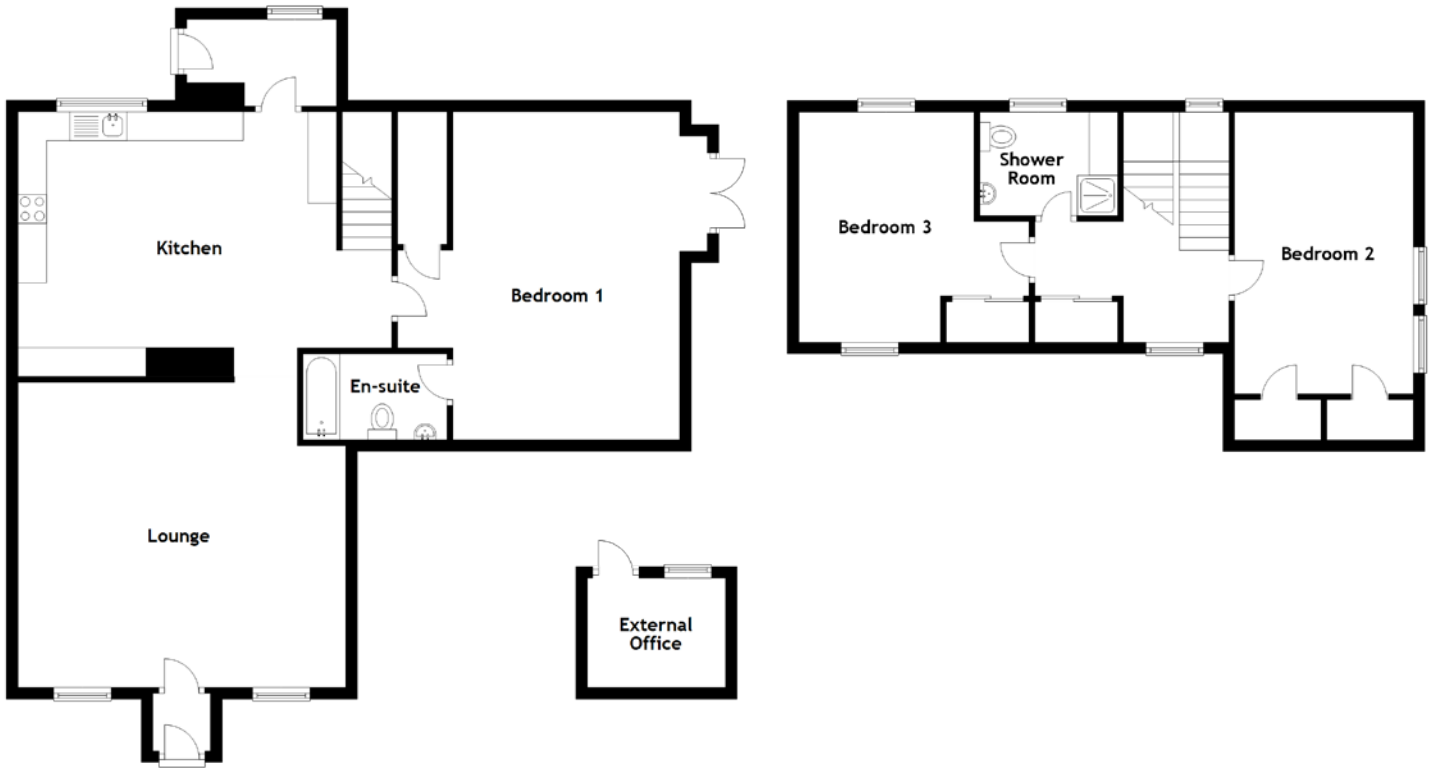 Kitchen
Bedroom 1
En-suite
Lounge
External
Office
Bedroom 3
Shower
Room
Bedroom 2